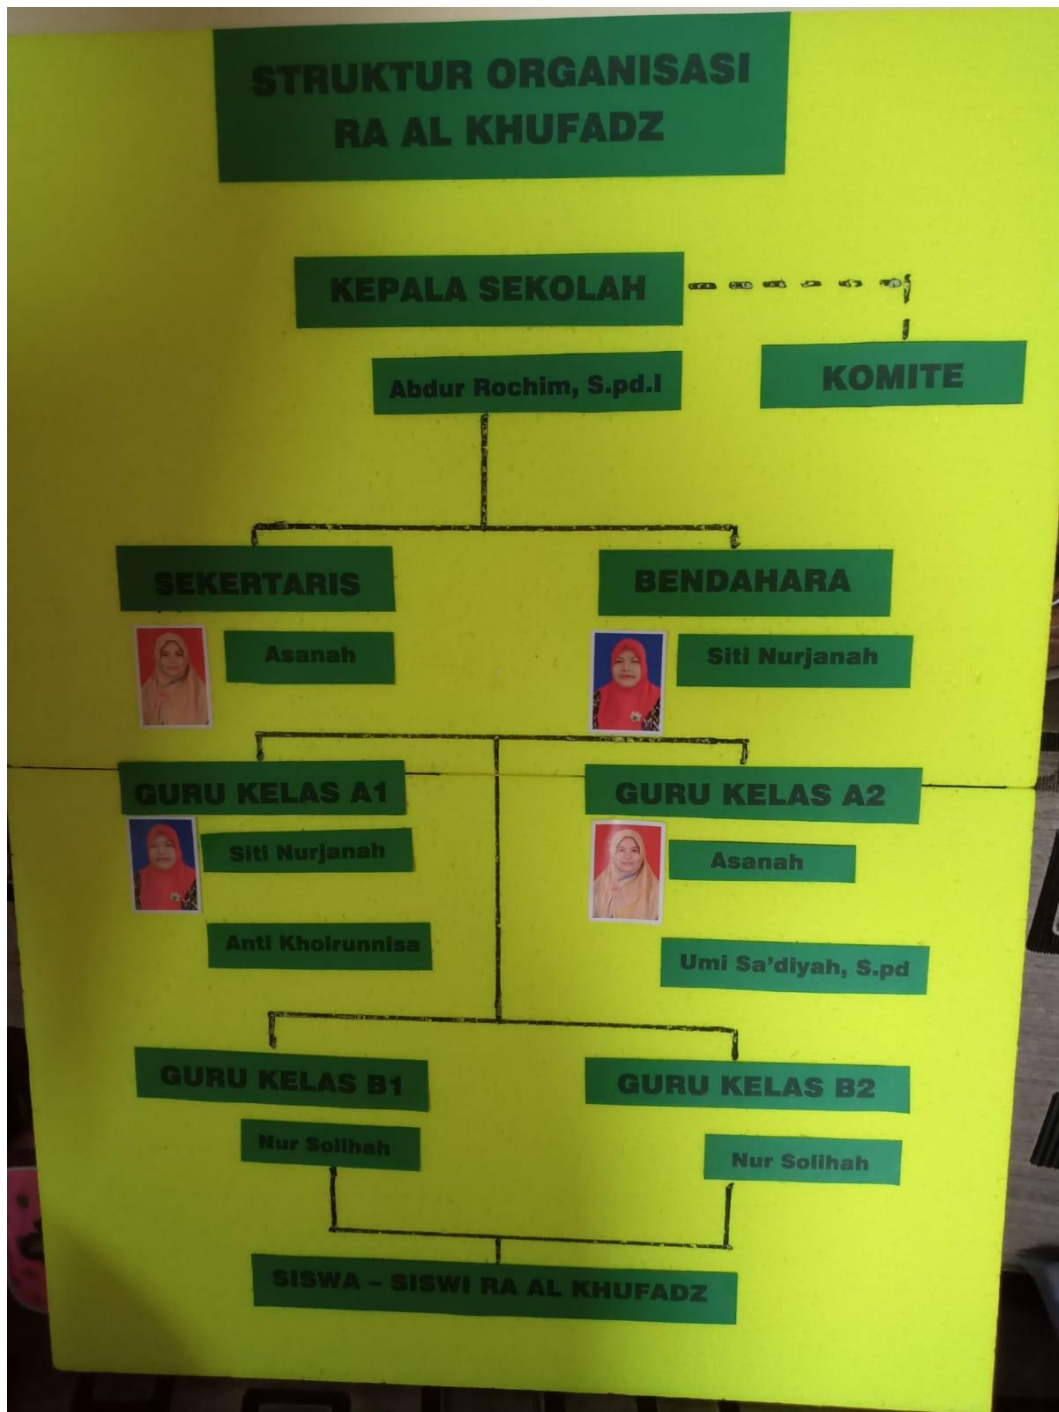 STRUKTUR ORGANISASI
RA AL KHUFADZ
KEPALA SEKOLAH
Abdur Rochim, S.pd.I
KOMITE
SEKERTARIS
Asanah
BENDAHARA
Siti Nurjanah
GURU KELAS A1
Siti Nurjanah
Anti Khoirunnisa
GURU KELAS A2
Asanah
Umi Sa'diyah, S.pd
GURU KELAS B1
Nur Solihah
GURU KELAS B2
Nur Solihah
SISWA – SISWI RA AL KHUFADZ